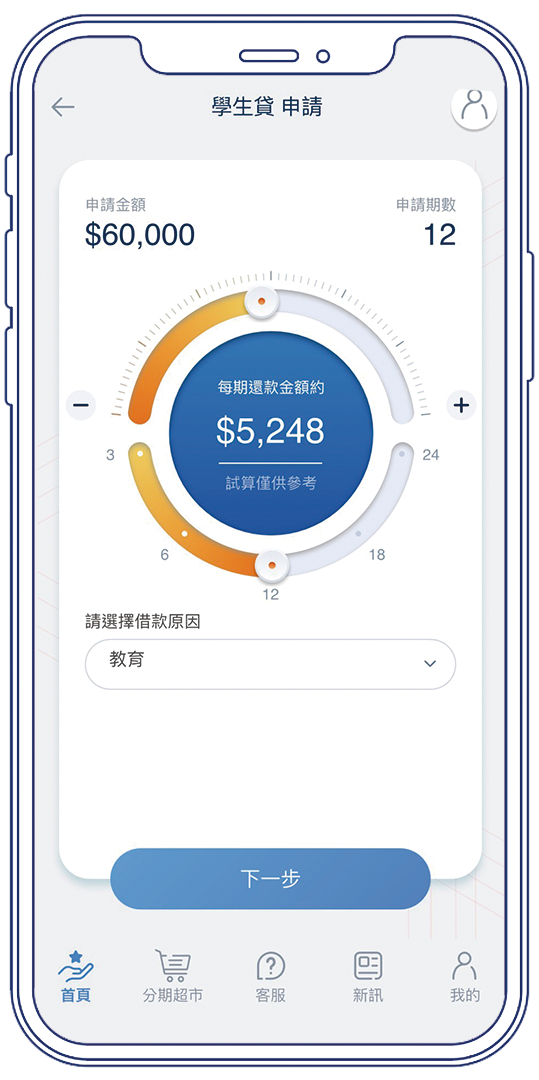 學生貸 申請
申請金額
申請期數
$60,000
12
每期還款金額約
$5,248
試算僅供參考
3
24
6
18
12
請選擇借款原因
教育
下一步
首頁
分期超市
客服
新訊
我的